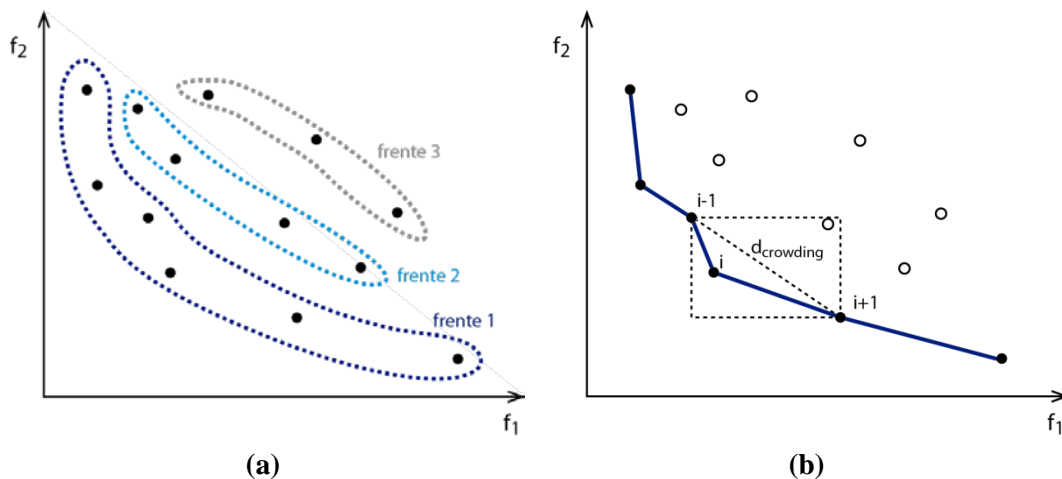 f2
frente 3
frente 2
frente 1
f1
(a)
f2
i-1
dcrowding
i
i+1
f1
(b)